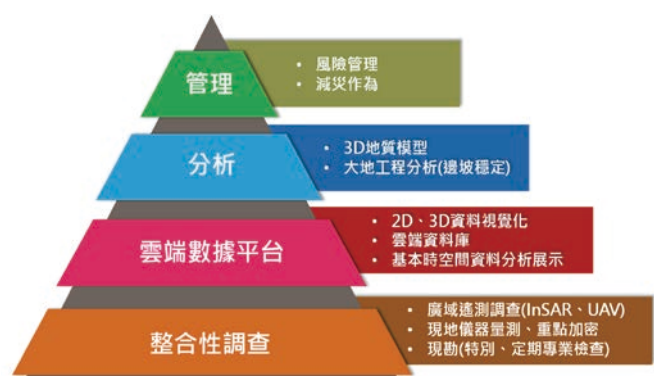 管理
• 風險管理
• 減災作為
分析
• 3D地質模型
• 大地工程分析(邊坡穩定)
雲端數據平台
• 2D、3D資料視覺化
• 雲端資料庫
• 基本時空間資料分析展示
整合性調查
• 廣域遙測調查(InSAR、UAV)
• 現地儀器量測、重點加密
• 現勘(特別、定期專業檢查)